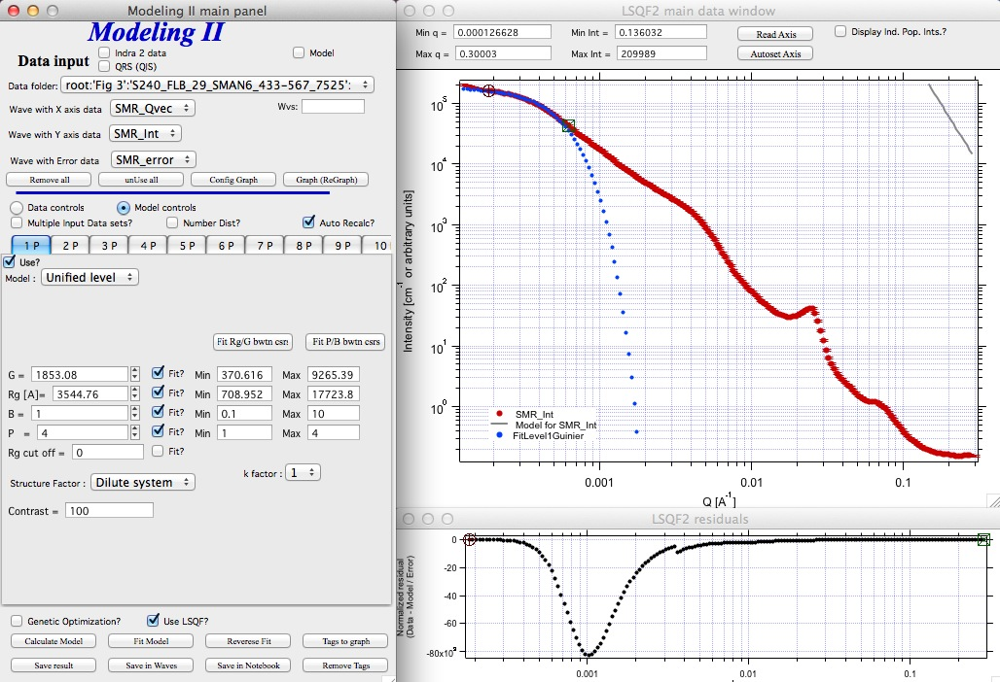 Modeling II main panel
Modeling II
Data input
Indra 2 data
QRS (QIS)
Model
Data folder: root:'Fig 3':'S240_FLB_29_SMAN6_433-567_7525':
Wave with X axis data SMR_Qvec
Wvs:
Wave with Y axis data SMR_Int
Wave with Error data SMR_error
Remove all unUse all Config Graph Graph (ReGraph)
Data controls Model controls
Multiple Input Data sets? Number Dist? Auto Recalc?
1 P 2 P 3 P 4 P 5 P 6 P 7 P 8 P 9 P 10
Use?
Model : Unified level
Fit Rg/G bwtn csrs Fit P/B bwtn csrs
G = 1853.08 Fit? Min 370.616 Max 9265.39
Rg [A]= 3544.76 Fit? Min 708.952 Max 17723.8
B = 1 Fit? Min 0.1 Max 10
P = 4 Fit? Min 1 Max 4
Rg cut off = 0 Fit?
Structure Factor : Dilute system k factor : 1
Contrast = 100
Genetic Optimization? Use LSQF?
Calculate Model Fit Model Reverese Fit Tags to graph
Save result Save in Waves Save in Notebook Remove Tags
LSQF2 main data window
Min q = 0.000126628 Min Int = 0.136032 Read Axis Display Ind. Pop. Ints.?
Max q = 0.30003 Max Int = 209989 Autoset Axis
Intensity [cm-1 or arbitrary units]
10^5
10^4
10^3
10^2
10^1
10^0
SMR_Int
Model for SMR_Int
FitLevel1Guinier
0.001 0.01 0.1
Q [A-1]
LSQF2 residuals
Normalized residual
(Data - Model / Error)
0
-20
-40
-60
-80x10^9
0.001 0.01 0.1